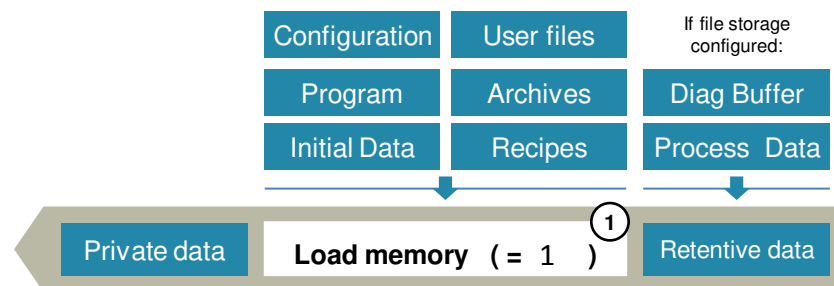 Configuration
User files
If file storage
configured:
Program
Archives
Diag Buffer
Initial Data
Recipes
Process Data
1
Private data
Load memory ( = 1 )
Retentive data